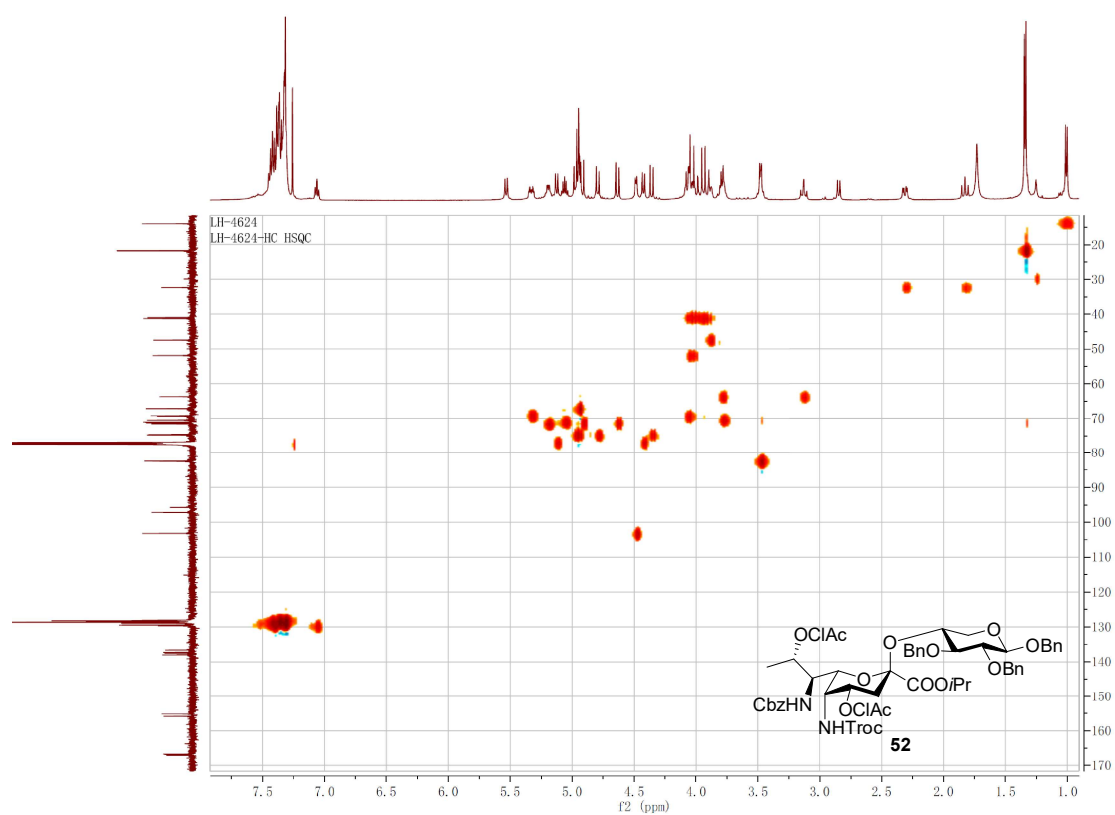 LH-4624
LH-4624-HC HSQC
20
30
40
50
60
70
80
90
100
110
120
130
140
150
160
170
OClAc
O
O
BnO
OBn
OBn
O
COOiPr
CbzHN
OClAc
NHTroc
52
7.5 7.0 6.5 6.0 5.5 5.0 4.5 4.0 3.5 3.0 2.5 2.0 1.5 1.0
f2 (ppm)